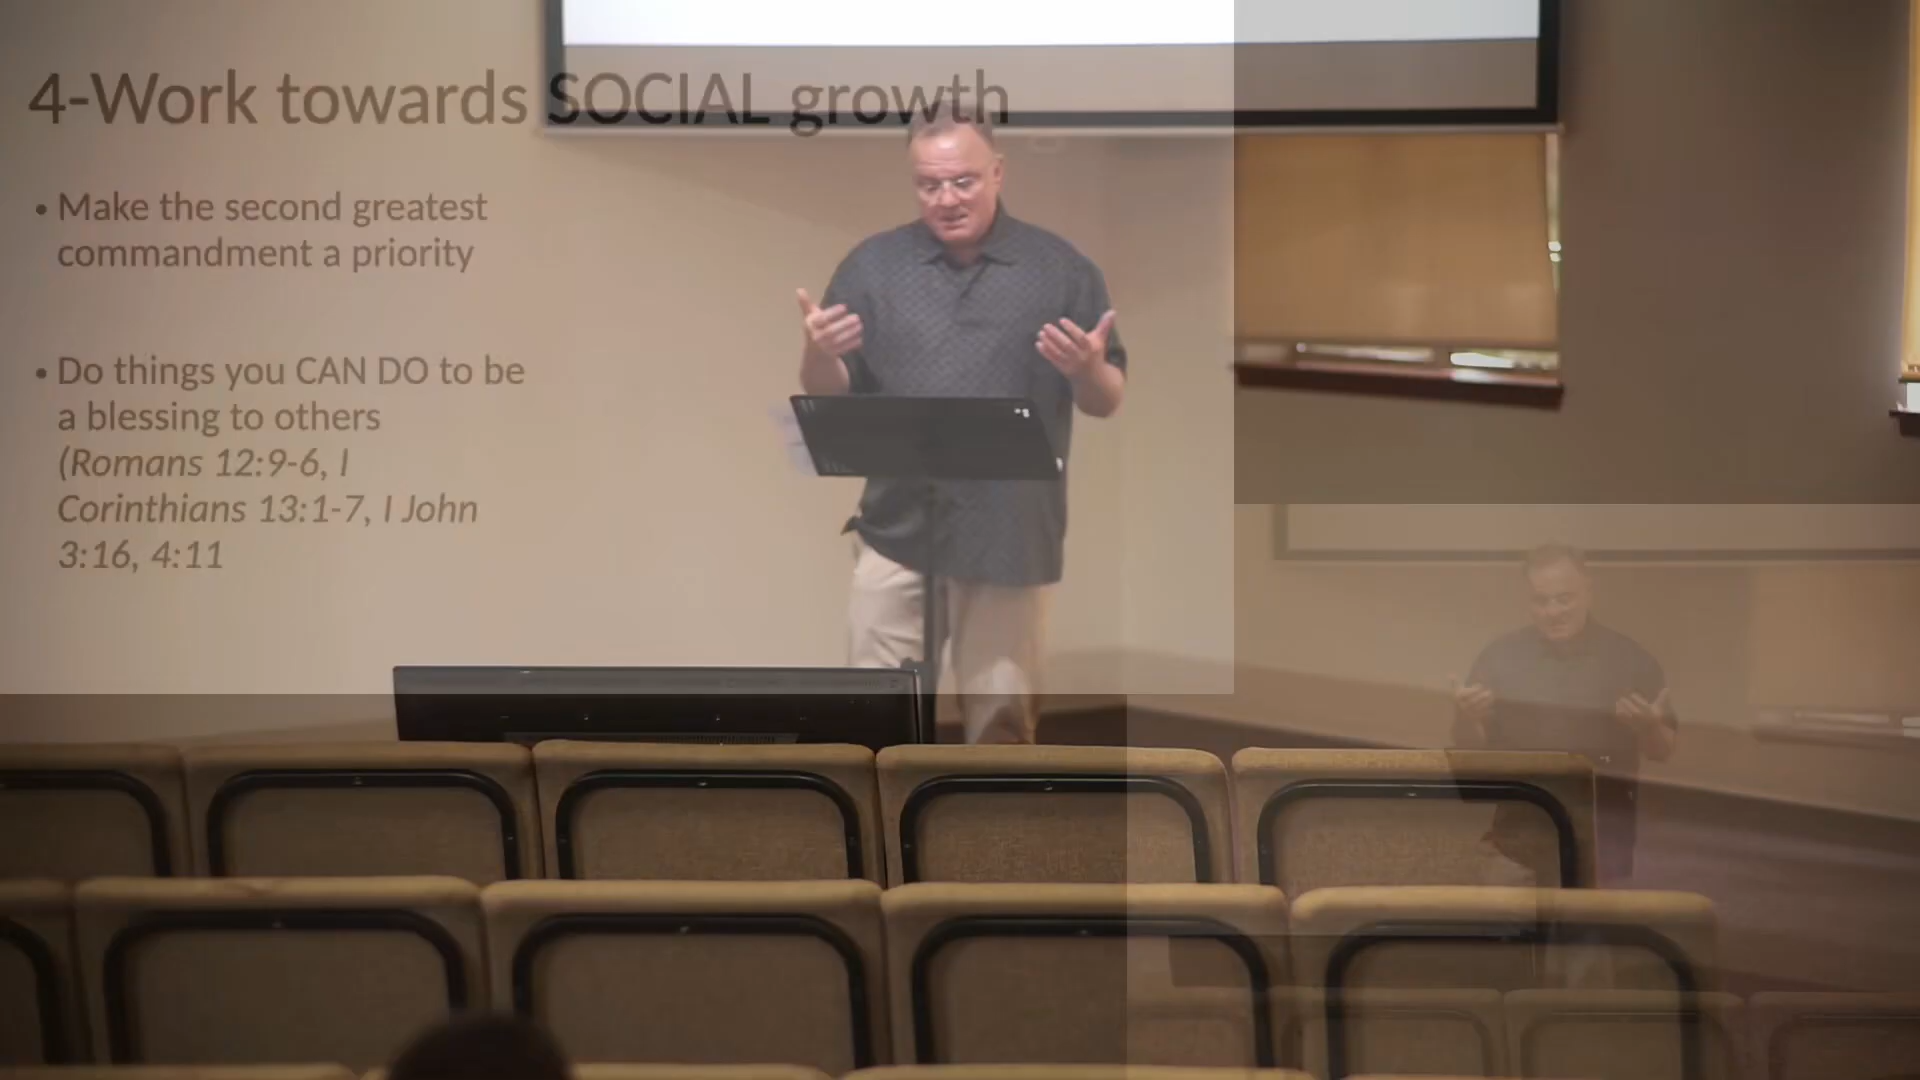 4-Work towards SOCIAL growth
• Make the second greatest
commandment a priority
• Do things you CAN DO to be
a blessing to others
(Romans 12:9-6, I
Corinthians 13:1-7, I John
3:16, 4:11